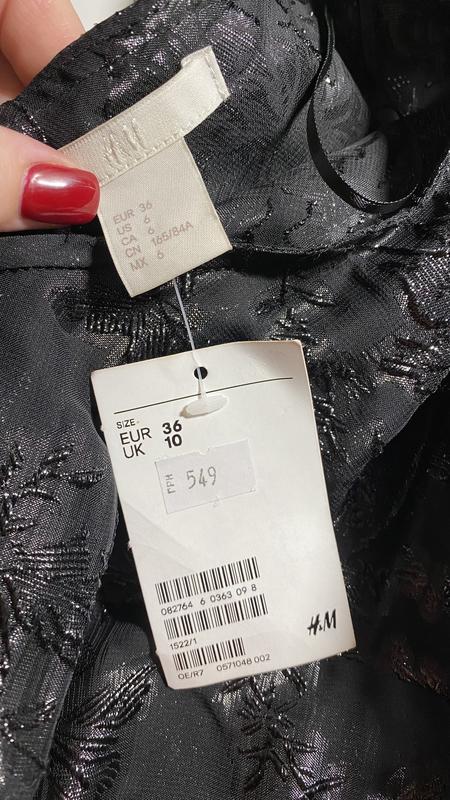 H&M
EUR 36
US 6
CA 6
CN 165/84A
MX 6
SIZE
EUR 36
UK 10
ГРН 549
082764 6 0363 09 8
1522/1
OE/R7 0571048 002
H&M